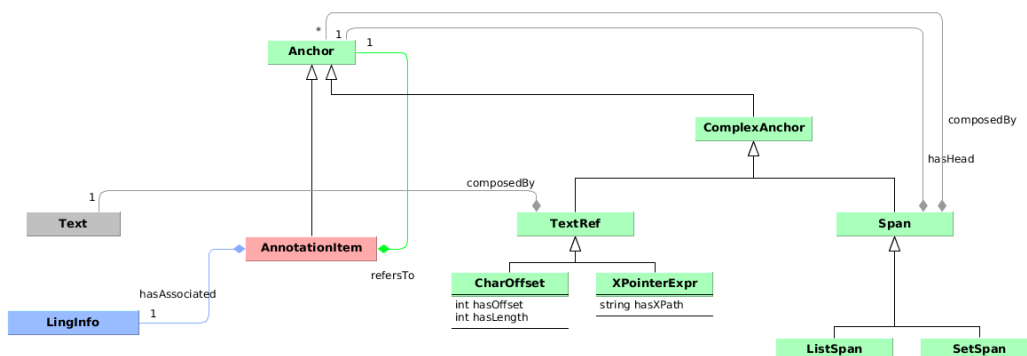 *
1
1
Anchor
ComplexAnchor
composedBy
hasHead
composedBy
1
Text
TextRef
Span
AnnotationItem
refersTo
CharOffset
int hasOffset
int hasLength
XPointerExpr
string hasXPath
hasAssociated
1
LingInfo
ListSpan
SetSpan